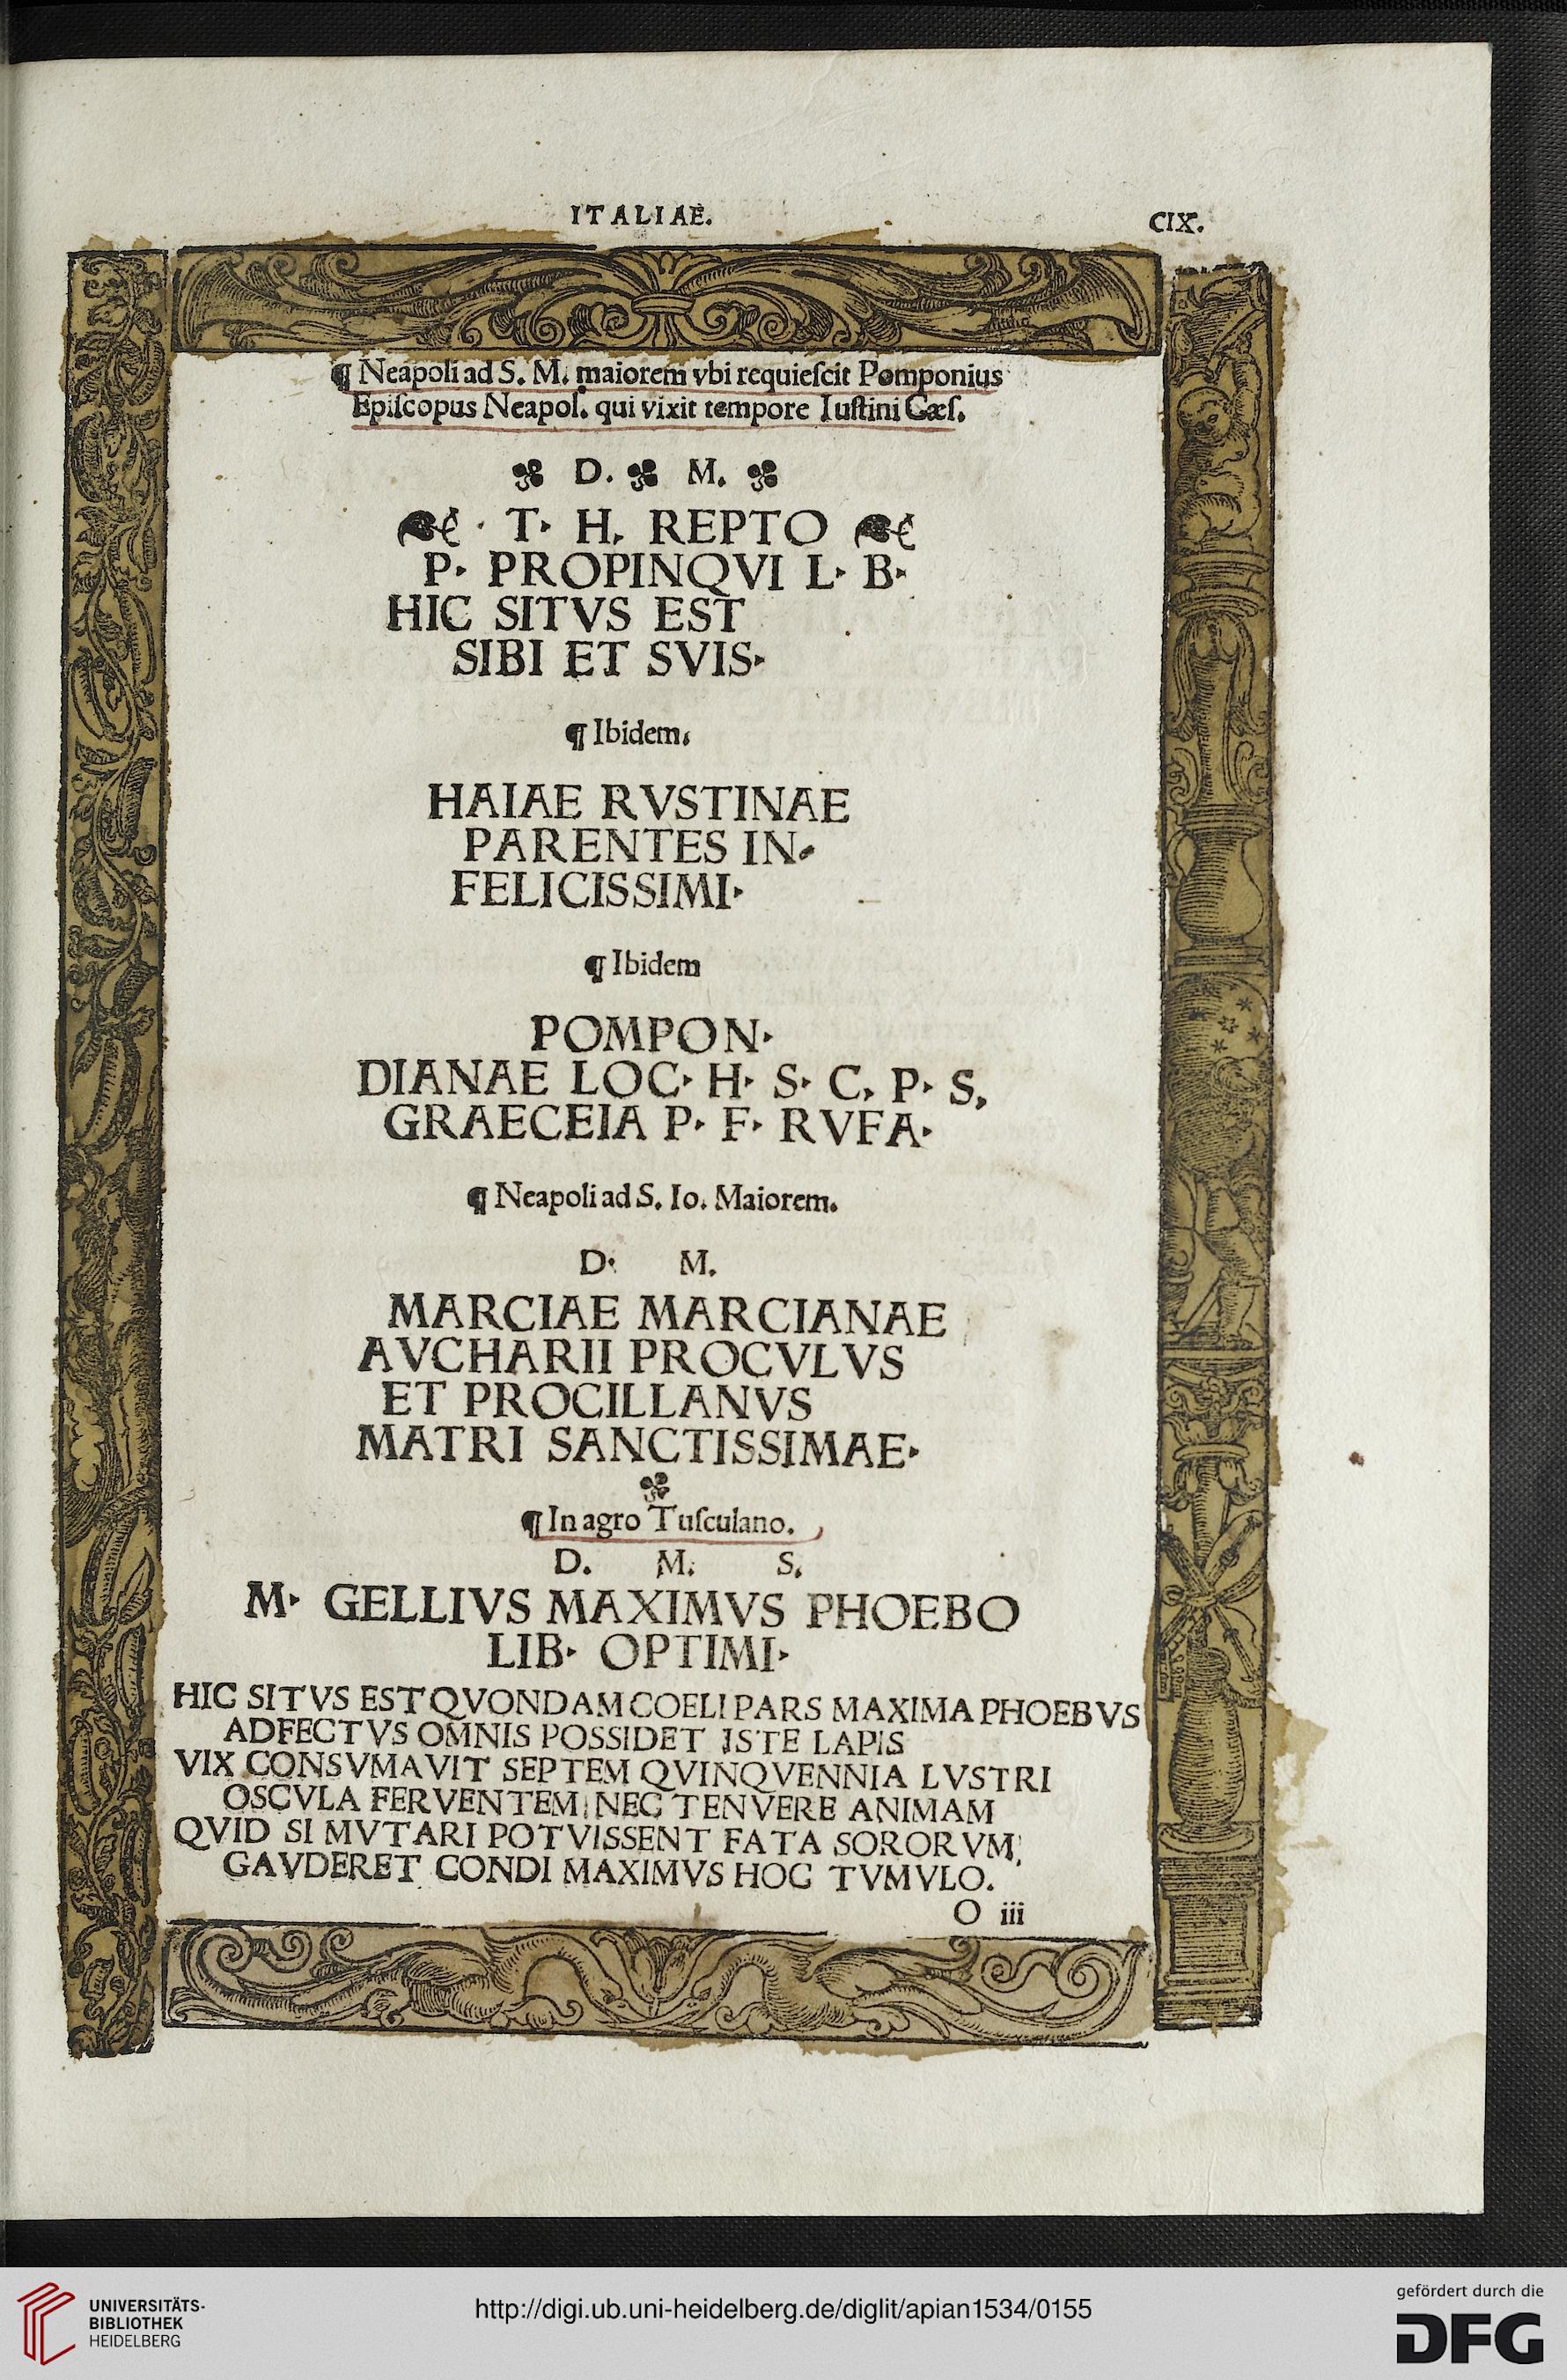 ITALIAE.
CIX.
¶ Neapoli ad S. M. maiorem vbi requieſcit Pomponius
Epiſcopus Neapol. qui vixit tempore Iuſtini Cæſ.
D. M.
T. H. REPTO
P. PROPINQVI L. B.
HIC SITVS EST
SIBI ET SVIS.
¶ Ibidem.
HAIAE RVSTINAE
PARENTES IN-
FELICISSIMI.
¶ Ibidem
POMPON.
DIANAE LOC. H. S. C. P. S.
GRAECEIA P. F. RVFA.
¶ Neapoli ad S. Io. Maiorem.
D. M.
MARCIAE MARCIANAE
AVCHARII PROCVLVS
ET PROCILLANVS
MATRI SANCTISSIMAE.
¶ In agro Tuſculano.
D. M. S.
M. GELLIVS MAXIMVS PHOEBO
LIB. OPTIMI.
HIC SITVS EST QVONDAM COELI PARS MAXIMA PHOEBVS
ADFECTVS OMNIS POSSIDET ISTE LAPIS
VIX CONSVMAVIT SEPTEM QVINQVENNIA LVSTRI
OSCVLA FERVENTEM: NEC TENVERE ANIMAM
QVID SI MVTARI POTVISSENT FATA SORORVM:
GAVDERET CONDI MAXIMVS HOC TVMVLO.
O iii
UNIVERSITÄTS-
BIBLIOTHEK
HEIDELBERG
http://digi.ub.uni-heidelberg.de/diglit/apian1534/0155
gefördert durch die
DFG